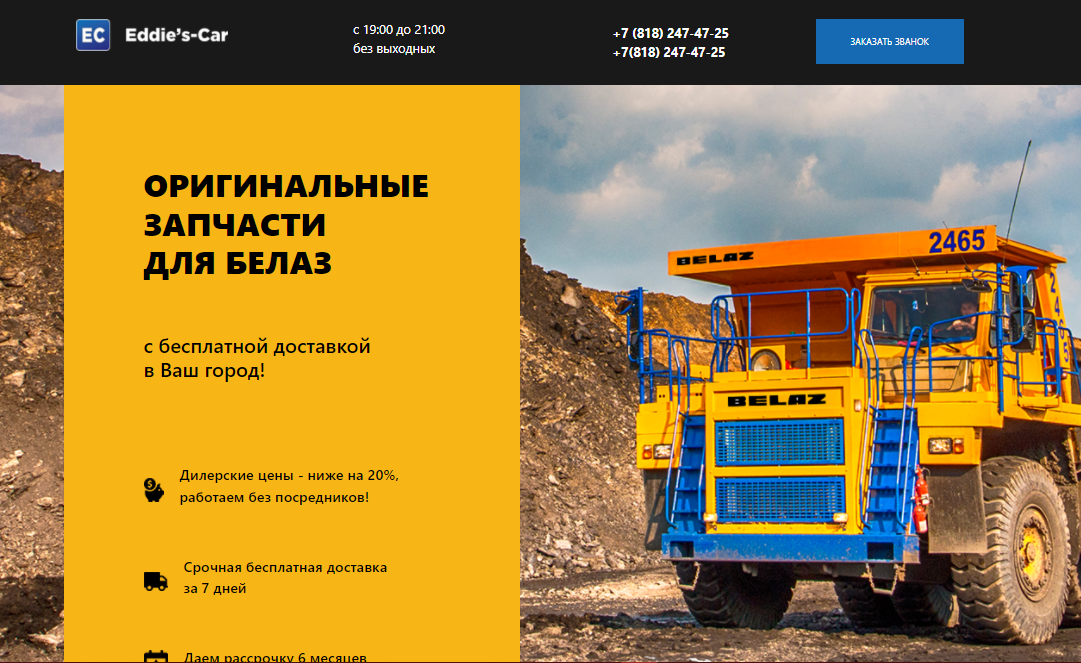 EC Eddie's-Car
с 19:00 до 21:00
без выходных
+7 (818) 247-47-25
+7(818) 247-47-25
ЗАКАЗАТЬ ЗВОНОК
ОРИГИНАЛЬНЫЕ
ЗАПЧАСТИ
ДЛЯ БЕЛАЗ
с бесплатной доставкой
в Ваш город!
Дилерские цены - ниже на 20%,
работаем без посредников!
Срочная бесплатная доставка
за 7 дней
Даем рассрочку 6 месяцев
2465
BELAZ
BELAZ